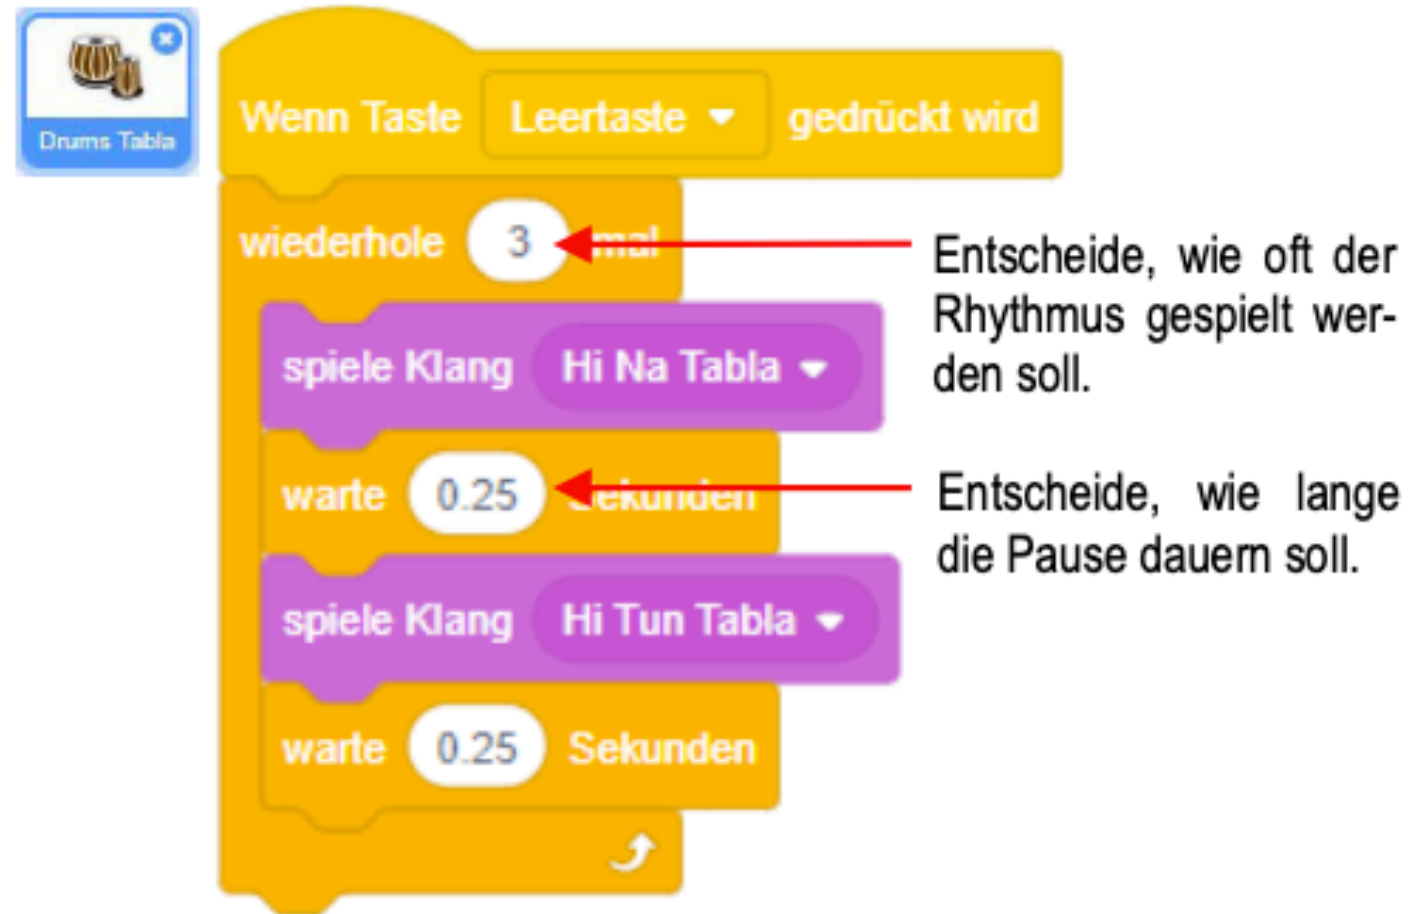 Drums Tabla
Wenn Taste Leertaste gedrückt wird
wiederhole 3 mal
Entscheide, wie oft der
Rhythmus gespielt wer-
den soll.
spiele Klang Hi Na Tabla
warte 0.25 Sekunden
Entscheide, wie lange
die Pause dauern soll.
spiele Klang Hi Tun Tabla
warte 0.25 Sekunden